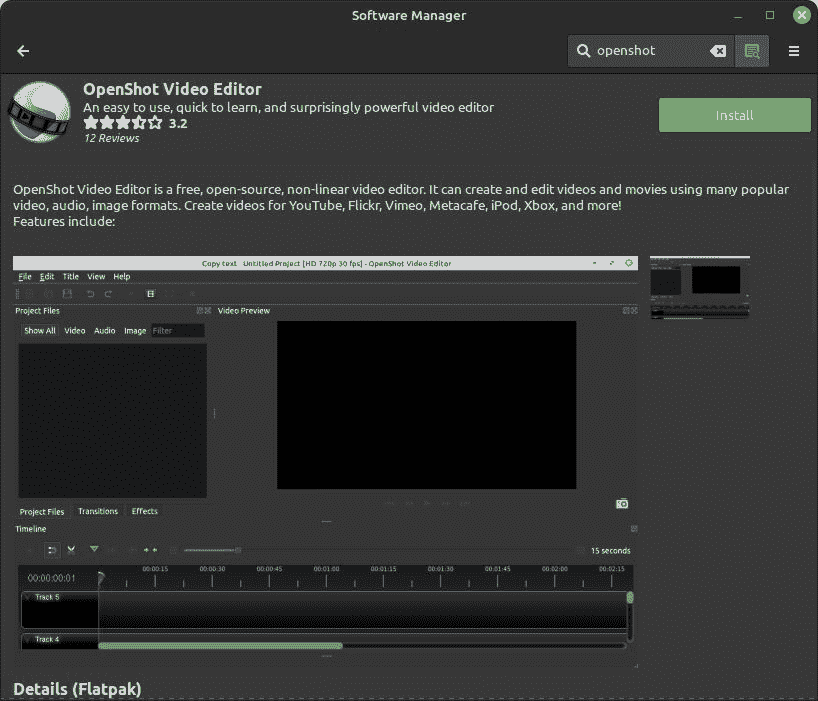 Software Manager
openshot
OpenShot Video Editor
An easy to use, quick to learn, and surprisingly powerful video editor
3.2
12 Reviews
Install
OpenShot Video Editor is a free, open-source, non-linear video editor. It can create and edit videos and movies using many popular
video, audio, image formats. Create videos for YouTube, Flickr, Vimeo, Metacafe, iPod, Xbox, and more!
Features include:
Copy text Untitled Project [HD 720p 30 fps] - OpenShot Video Editor
File Edit Title View Help
Project Files
Video Preview
Show All Video Audio Image Filter
Project Files Transitions Effects
Timeline
15 seconds
00:00:00:01
00:00:15 00:00:30 00:00:45 00:01:00 00:01:15 00:01:30 00:01:45 00:02:00 00:02:15
Track 5
Track 4
Details (Flatpak)